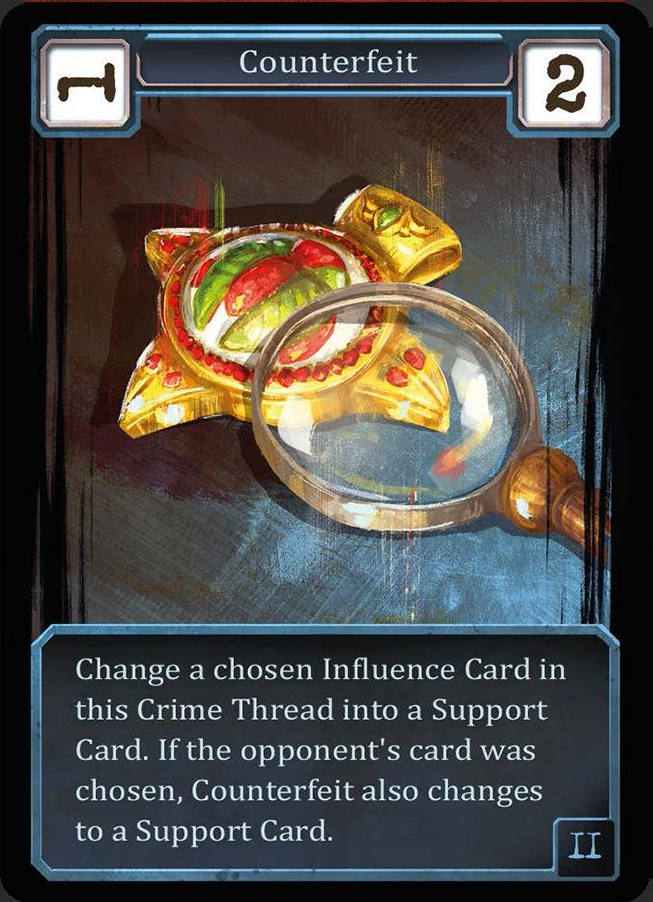 1
Counterfeit
2
Change a chosen Influence Card in
this Crime Thread into a Support
Card. If the opponent's card was
chosen, Counterfeit also changes
to a Support Card.
II